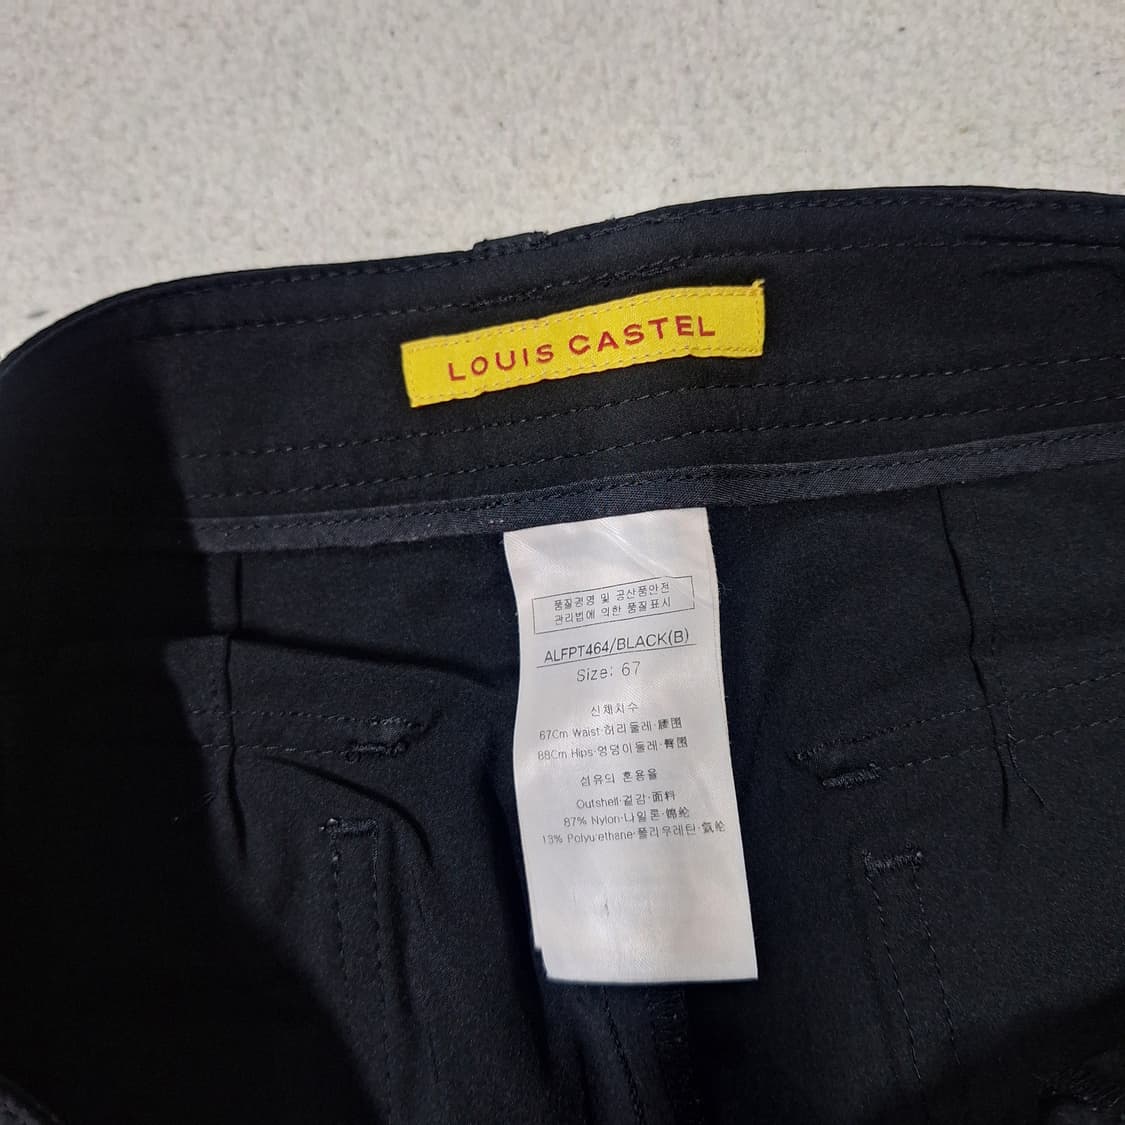 LOUIS CASTEL
품질경영 및 공산품안전
관리법에 의한 품질표시
ALFPT464/BLACK(B)
Size: 67
신체치수
67Cm Waist·허리둘레·腰围
88Cm Hips·엉덩이둘레·臀围
섬유의 혼용율
Outshell·겉감·面料
87% Nylon·나일론·锦纶
13% Polyurethane·폴리우레탄·氨纶